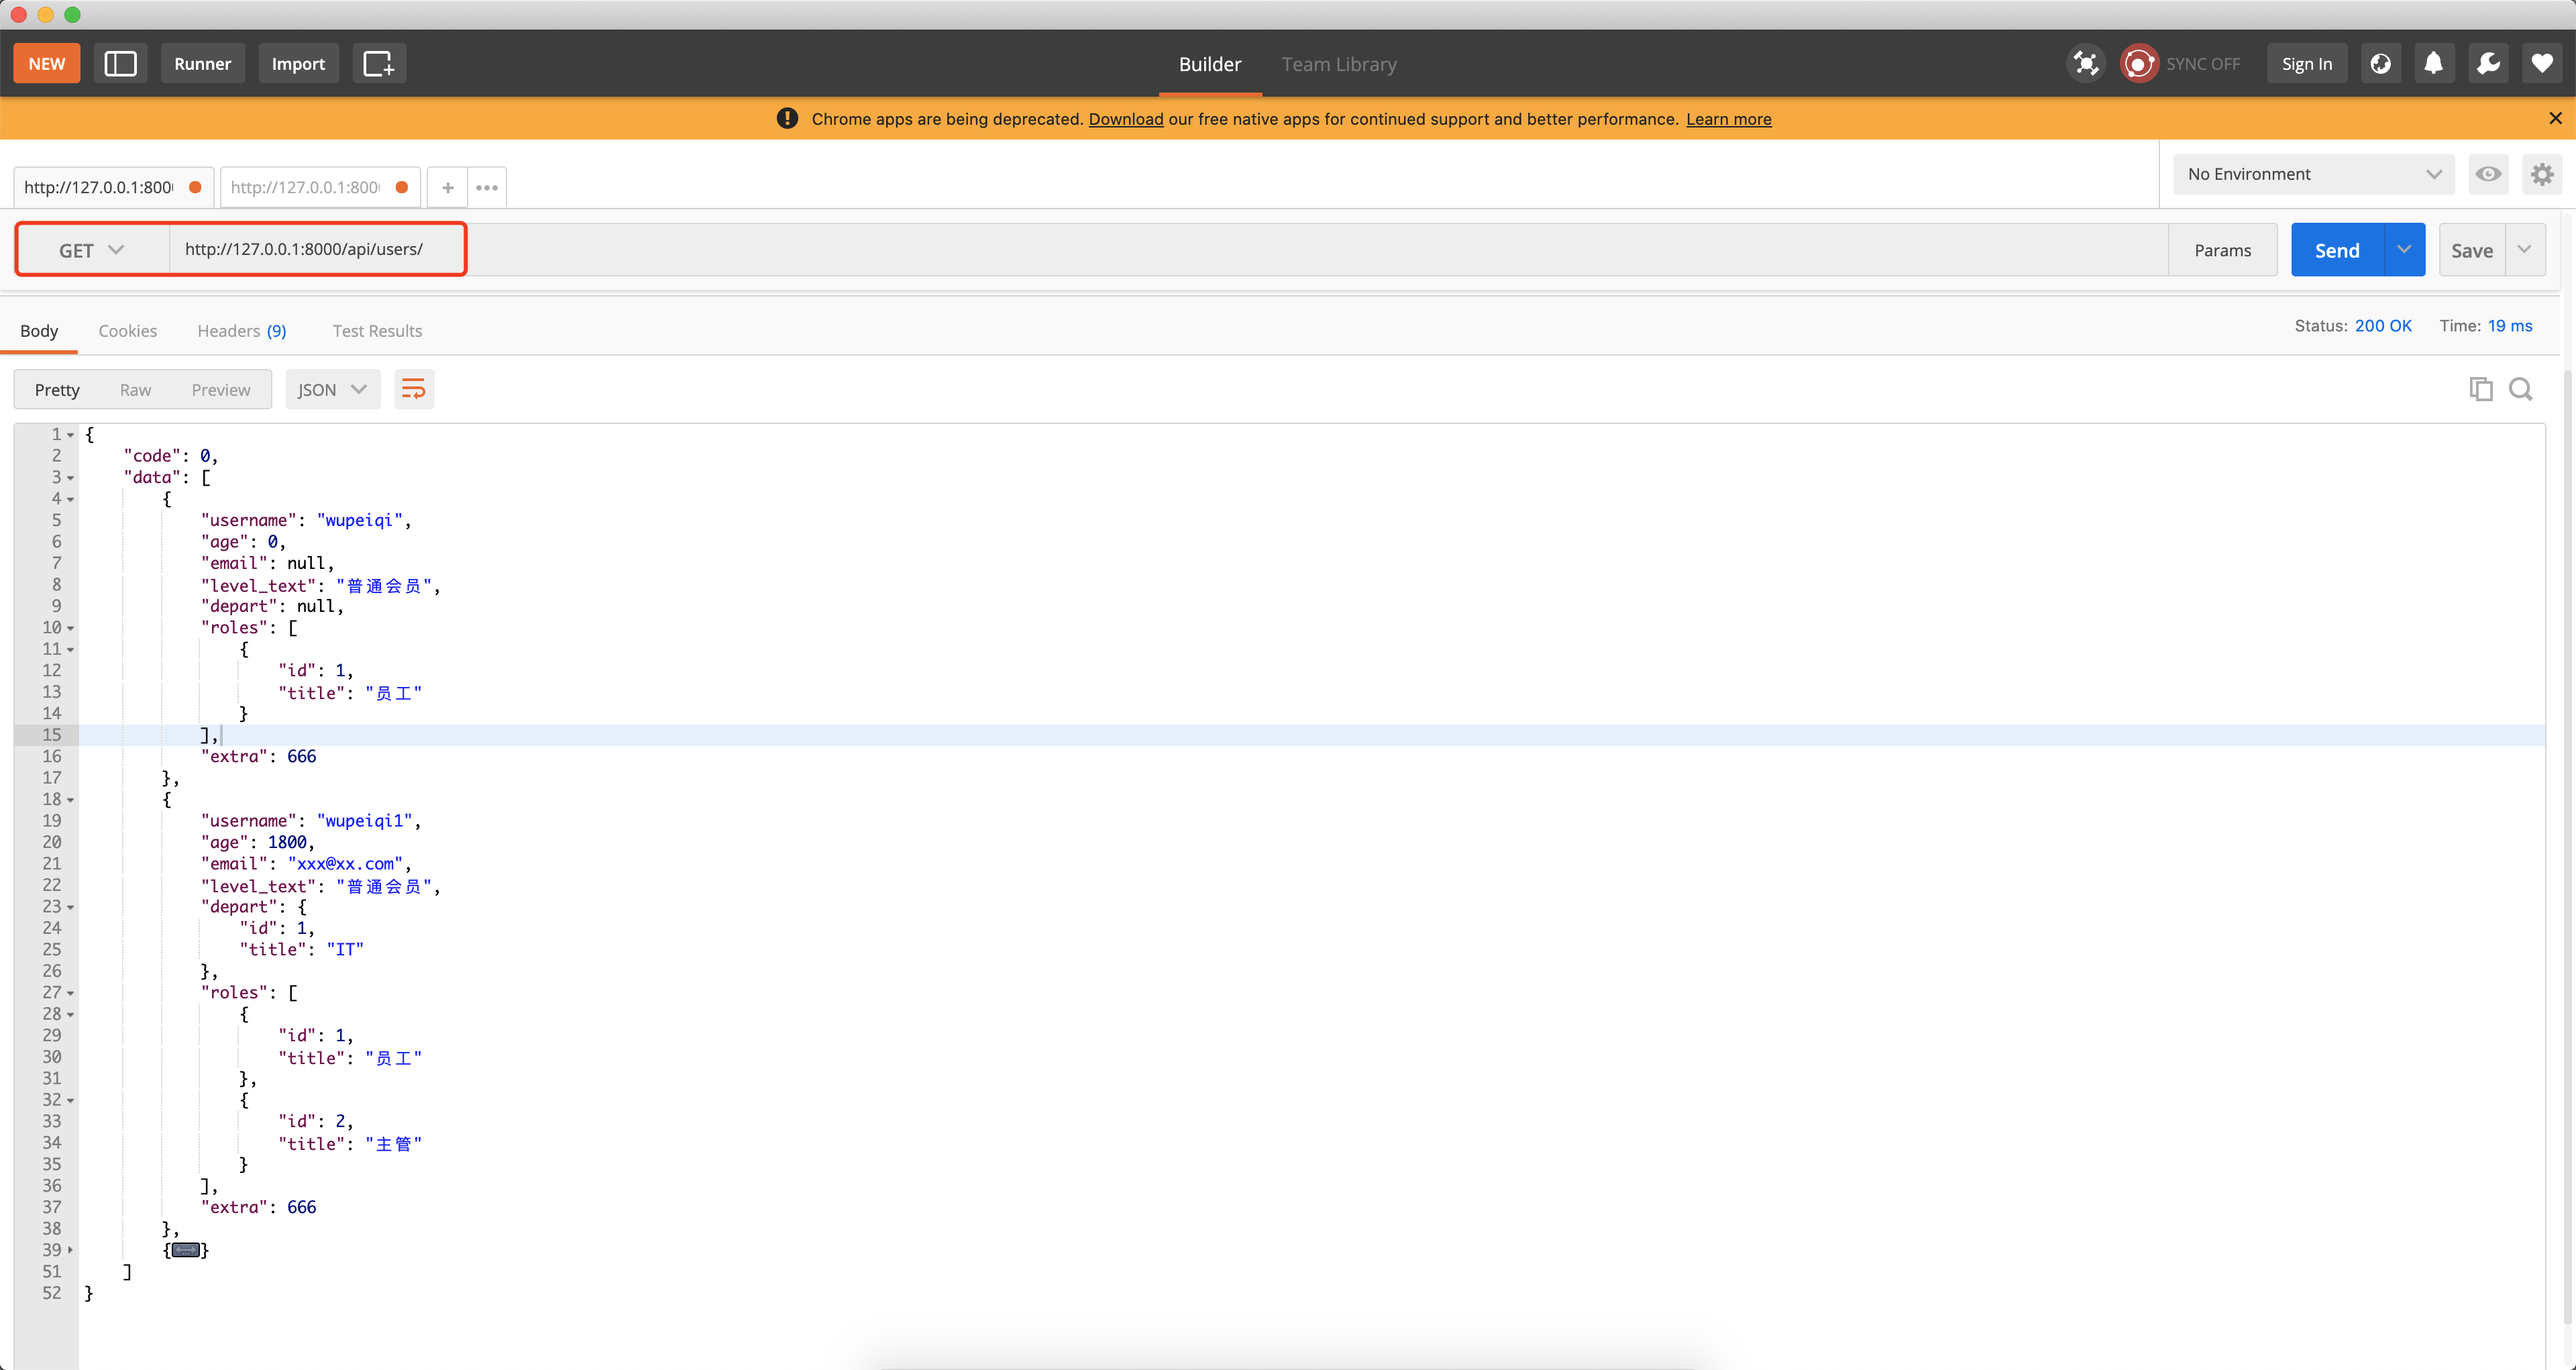 NEW Runner Import Builder Team Library SYNC OFF Sign In
Chrome apps are being deprecated. Download our free native apps for continued support and better performance. Learn more
http://127.0.0.1:800 http://127.0.0.1:800 + ••• No Environment
GET http://127.0.0.1:8000/api/users/ Params Send Save
Body Cookies Headers (9) Test Results Status: 200 OK Time: 19 ms
Pretty Raw Preview JSON
1 {
2 "code": 0,
3 "data": [
4 {
5 "username": "wupeiqi",
6 "age": 0,
7 "email": null,
8 "level_text": "普通会员",
9 "depart": null,
10 "roles": [
11 {
12 "id": 1,
13 "title": "员工"
14 }
15 ],
16 "extra": 666
17 },
18 {
19 "username": "wupeiqi1",
20 "age": 1800,
21 "email": "xxx@xx.com",
22 "level_text": "普通会员",
23 "depart": {
24 "id": 1,
25 "title": "IT"
26 },
27 "roles": [
28 {
29 "id": 1,
30 "title": "员工"
31 },
32 {
33 "id": 2,
34 "title": "主管"
35 }
36 ],
37 "extra": 666
38 },
39 {}
51 ]
52 }